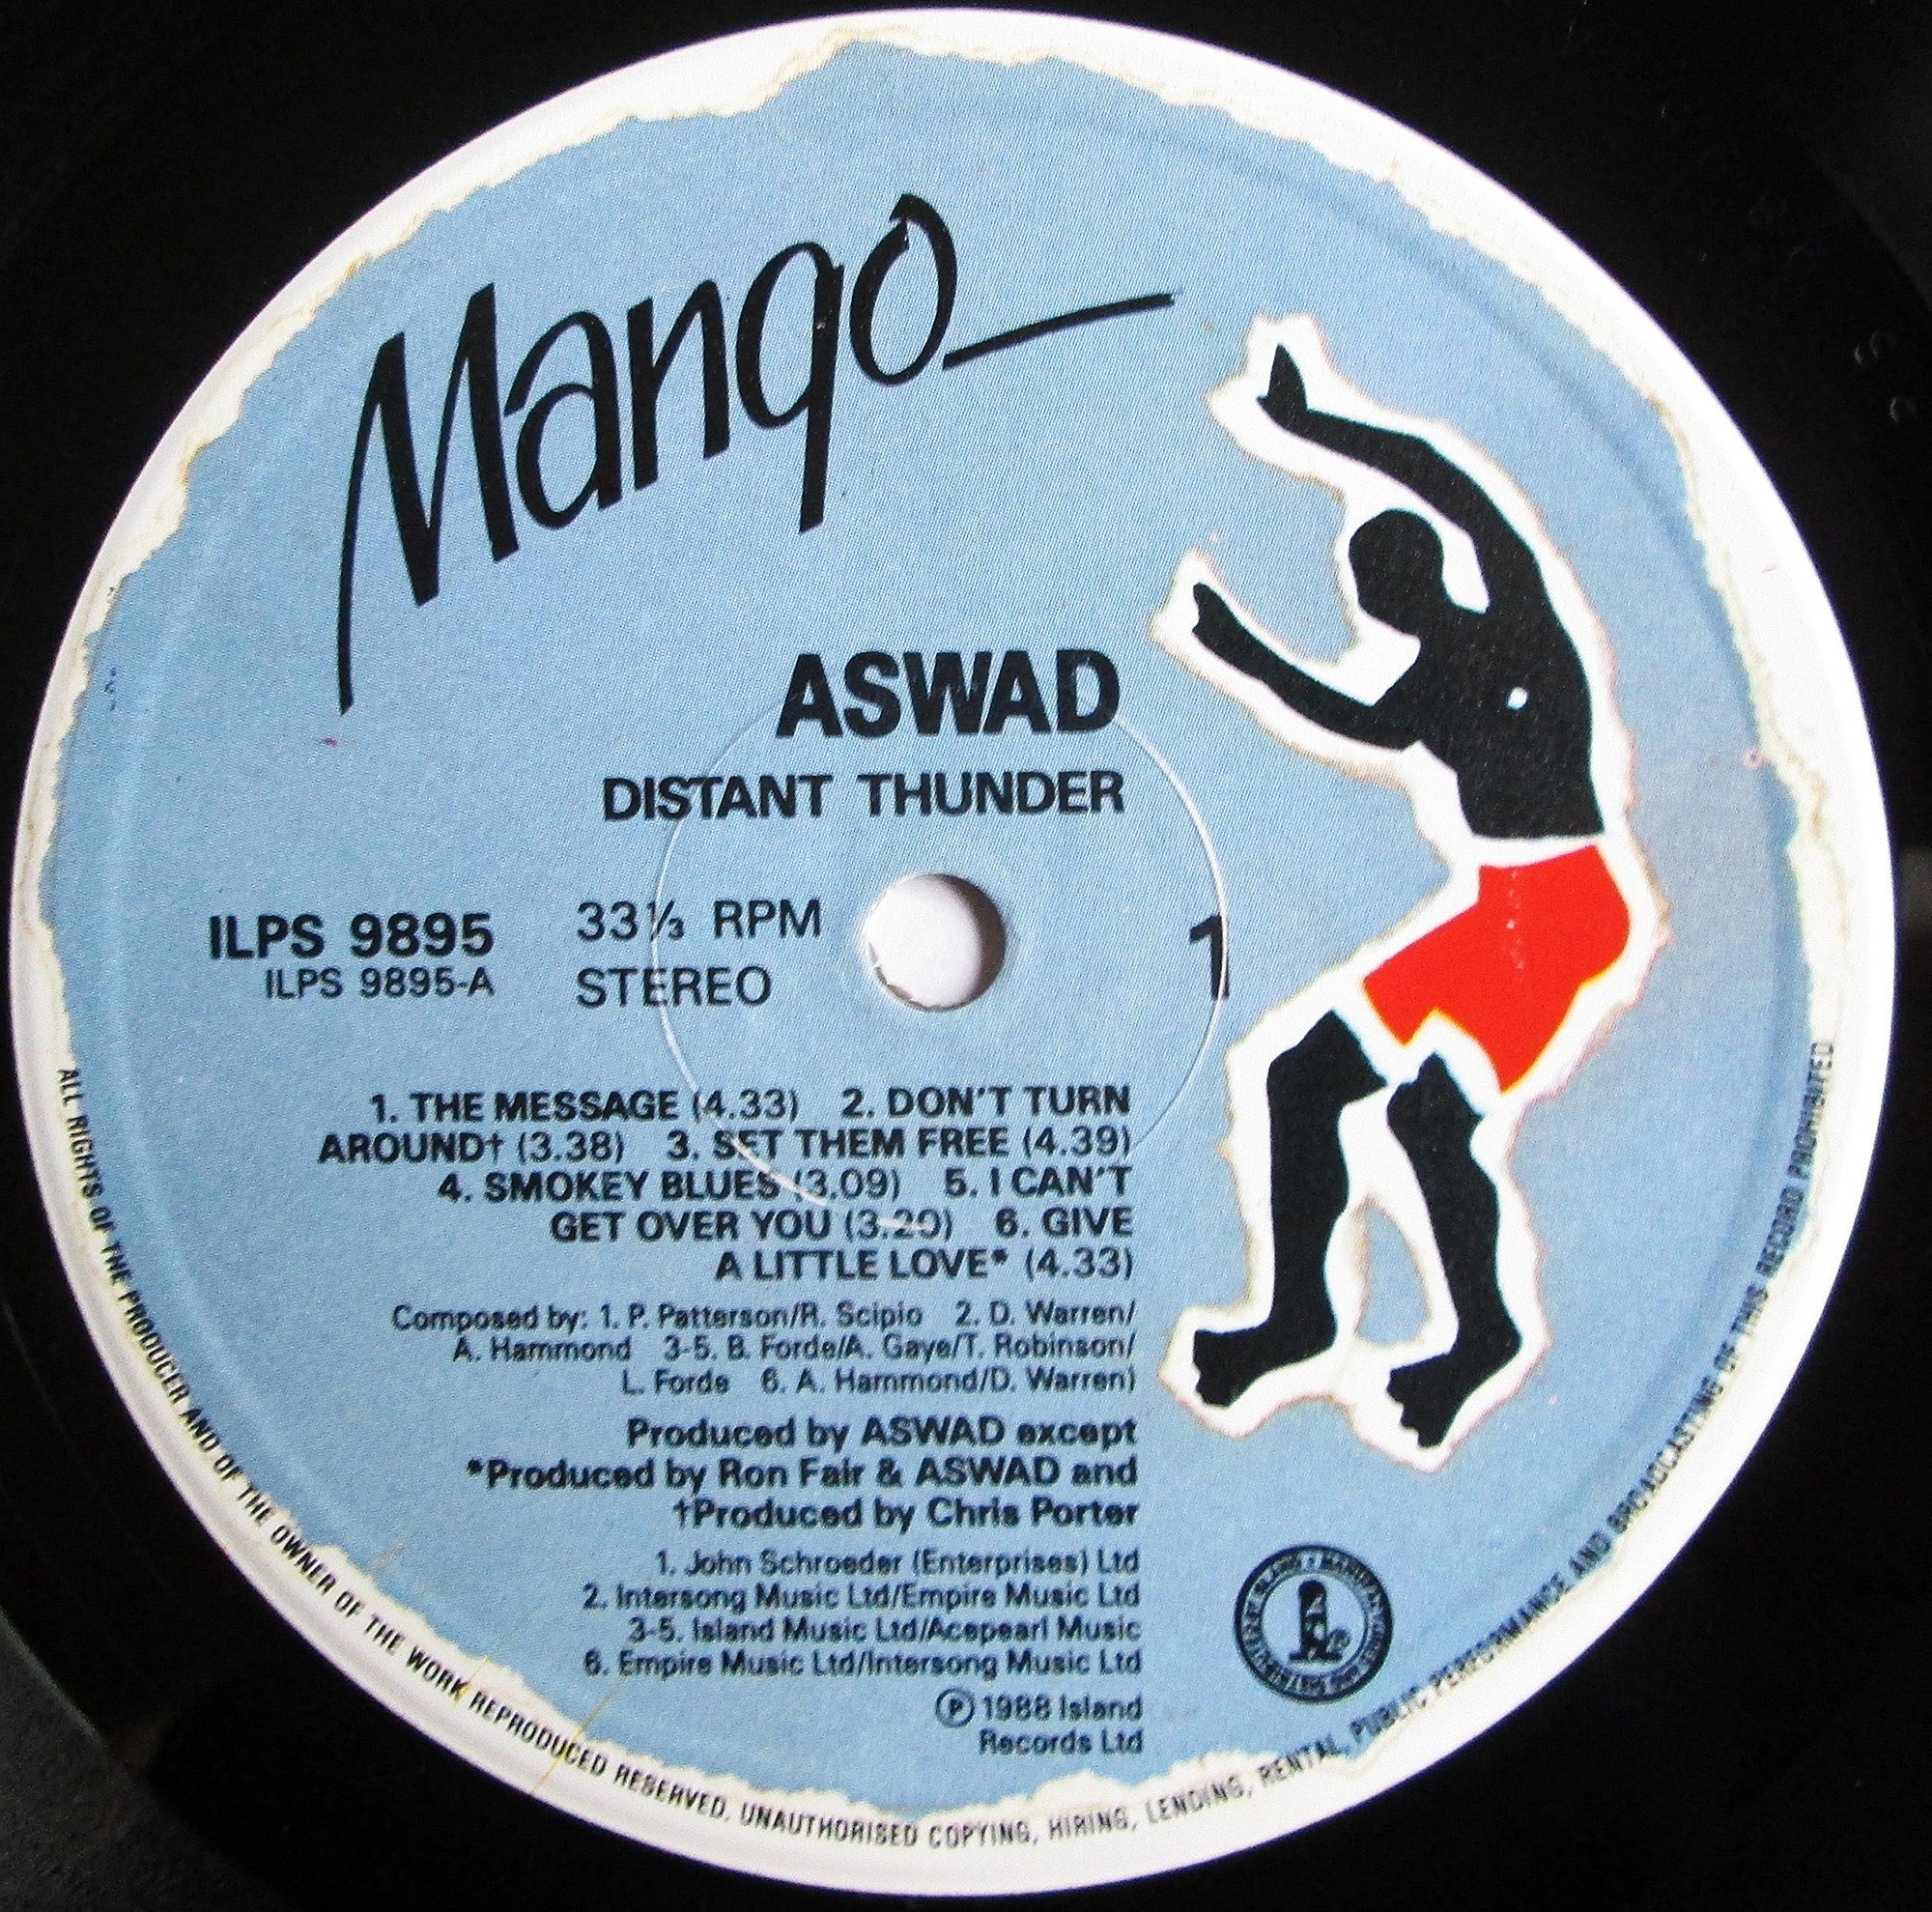 Mango
ASWAD
DISTANT THUNDER
ILPS 9895
ILPS 9895-A
33⅓ RPM
STEREO
1
1. THE MESSAGE (4.33) 2. DON'T TURN
AROUND† (3.38) 3. SET THEM FREE (4.39)
4. SMOKEY BLUES (3.09) 5. I CAN'T
GET OVER YOU (3.20) 6. GIVE
A LITTLE LOVE* (4.33)
Composed by: 1. P. Patterson/R. Scipio 2. D. Warren/
A. Hammond 3-5. B. Forde/A. Gaye/T. Robinson/
L. Forde 6. A. Hammond/D. Warren)
Produced by ASWAD except
*Produced by Ron Fair & ASWAD and
†Produced by Chris Porter
1. John Schroeder (Enterprises) Ltd
2. Intersong Music Ltd/Empire Music Ltd
3-5. Island Music Ltd/Acepearl Music
6. Empire Music Ltd/Intersong Music Ltd
Ⓟ 1988 Island
Records Ltd
ALL RIGHTS OF THE PRODUCER AND OF THE OWNER OF THE WORK REPRODUCED RESERVED. UNAUTHORISED COPYING, HIRING, LENDING, RENTAL, PUBLIC PERFORMANCE AND BROADCASTING OF THIS RECORD PROHIBITED